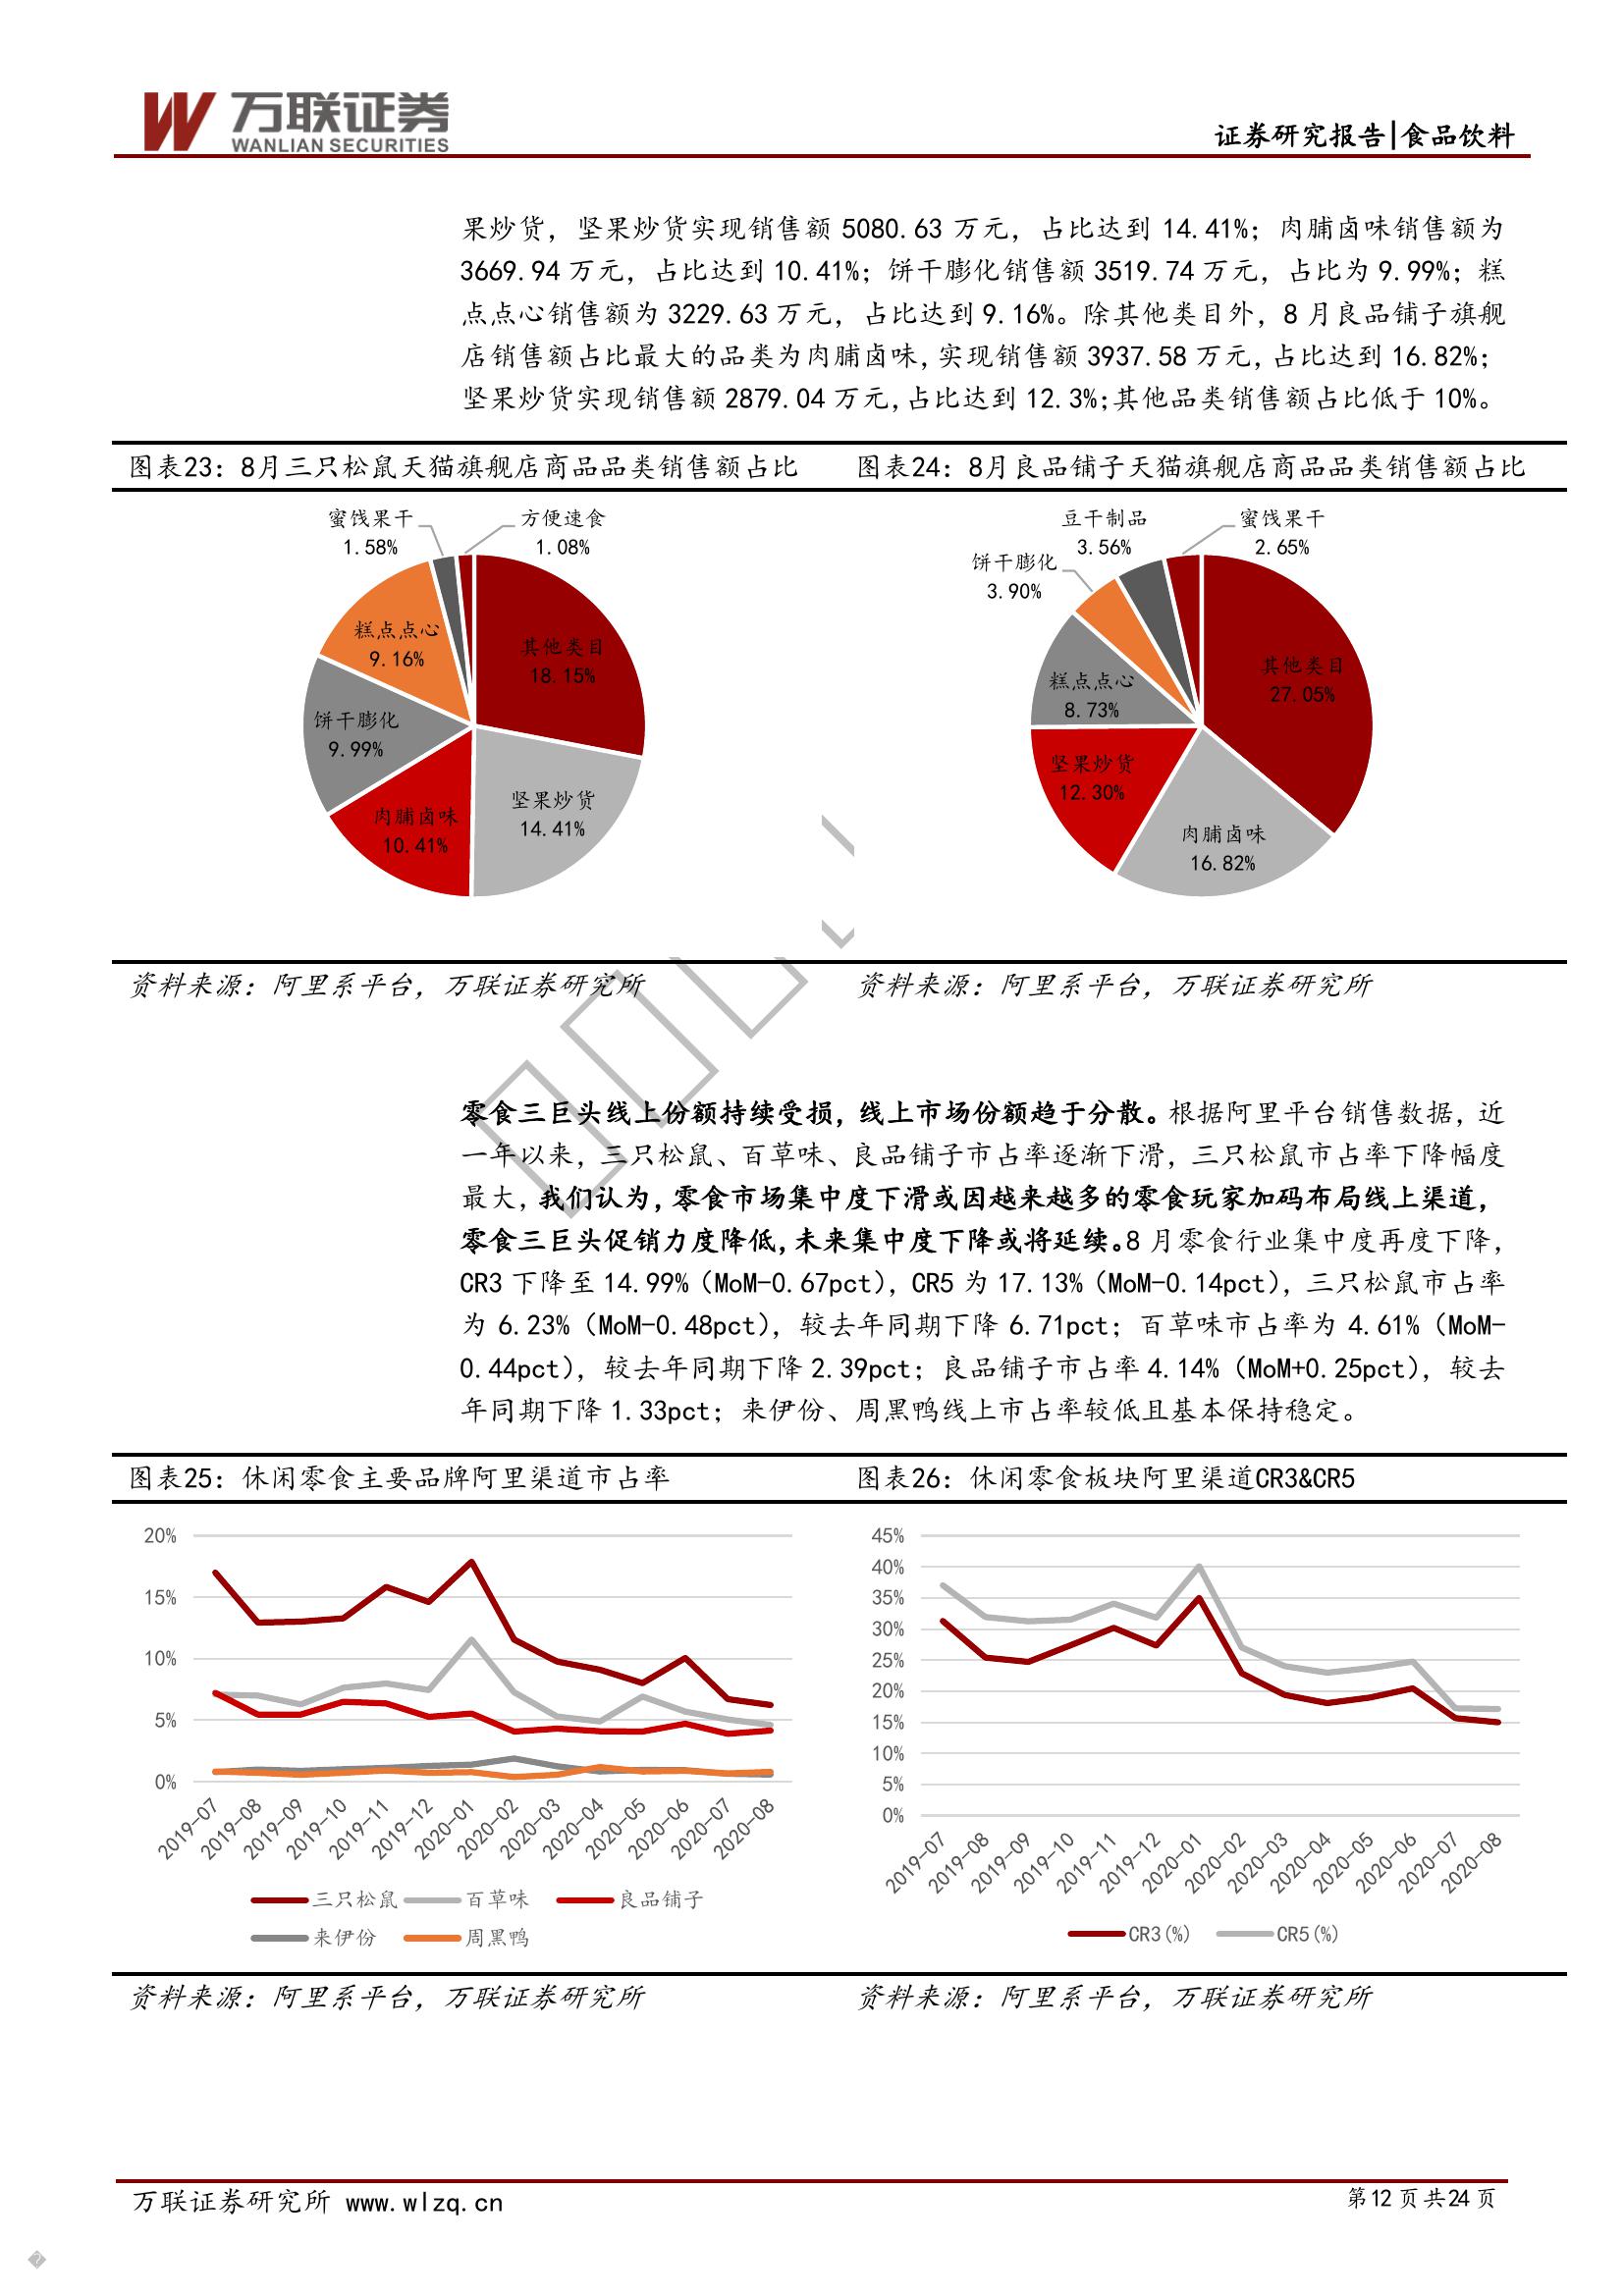 万联证券
WANLIAN SECURITIES
证券研究报告|食品饮料
果炒货，坚果炒货实现销售额 5080.63 万元，占比达到 14.41%；肉脯卤味销售额为
3669.94 万元，占比达到 10.41%；饼干膨化销售额 3519.74 万元，占比为 9.99%；糕
点点心销售额为 3229.63 万元，占比达到 9.16%。除其他类目外，8 月良品铺子旗舰
店销售额占比最大的品类为肉脯卤味，实现销售额 3937.58 万元，占比达到 16.82%；
坚果炒货实现销售额 2879.04 万元，占比达到 12.3%；其他品类销售额占比低于 10%。
图表23：8月三只松鼠天猫旗舰店商品品类销售额占比
蜜饯果干
1.58%
方便速食
1.08%
其他类目
18.15%
糕点点心
9.16%
饼干膨化
9.99%
坚果炒货
14.41%
肉脯卤味
10.41%
资料来源：阿里系平台，万联证券研究所
图表24：8月良品铺子天猫旗舰店商品品类销售额占比
豆干制品
3.56%
蜜饯果干
2.65%
饼干膨化
3.90%
其他类目
27.05%
糕点点心
8.73%
坚果炒货
12.30%
肉脯卤味
16.82%
资料来源：阿里系平台，万联证券研究所
零食三巨头线上份额持续受损，线上市场份额趋于分散。根据阿里平台销售数据，近
一年以来，三只松鼠、百草味、良品铺子市占率逐渐下滑，三只松鼠市占率下降幅度
最大，我们认为，零食市场集中度下滑或因越来越多的零食玩家加码布局线上渠道，
零食三巨头促销力度降低，未来集中度下降或将延续。8 月零食行业集中度再度下降，
CR3 下降至 14.99%（MoM-0.67pct），CR5 为 17.13%（MoM-0.14pct），三只松鼠市占率
为 6.23%（MoM-0.48pct），较去年同期下降 6.71pct；百草味市占率为 4.61%（MoM-
0.44pct），较去年同期下降 2.39pct；良品铺子市占率 4.14%（MoM+0.25pct），较去
年同期下降 1.33pct；来伊份、周黑鸭线上市占率较低且基本保持稳定。
图表25：休闲零食主要品牌阿里渠道市占率
20%
15%
10%
5%
0%
2019-07 2019-08 2019-09 2019-10 2019-11 2019-12 2020-01 2020-02 2020-03 2020-04 2020-05 2020-06 2020-07 2020-08
三只松鼠 百草味 良品铺子
来伊份 周黑鸭
资料来源：阿里系平台，万联证券研究所
图表26：休闲零食板块阿里渠道CR3&CR5
45%
40%
35%
30%
25%
20%
15%
10%
5%
0%
2019-07 2019-08 2019-09 2019-10 2019-11 2019-12 2020-01 2020-02 2020-03 2020-04 2020-05 2020-06 2020-07 2020-08
CR3(%) CR5(%)
资料来源：阿里系平台，万联证券研究所
万联证券研究所 www.wlzq.cn
第12 页 共24 页